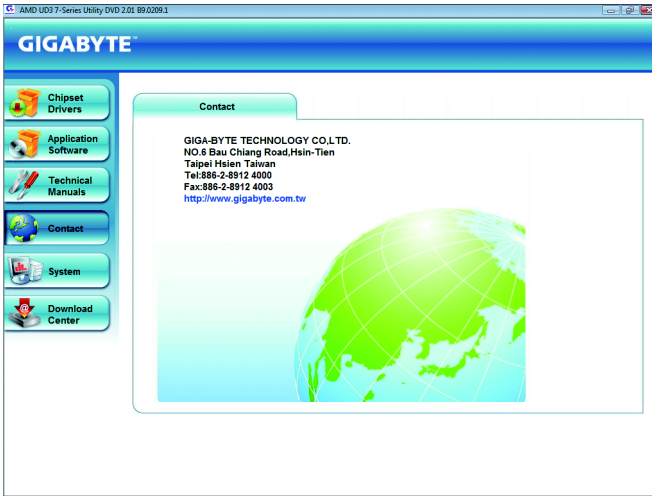 AMD UD3 7-Series Utility DVD 2.01 B9.0209.1
GIGABYTE™
Chipset
Drivers
Application
Software
Technical
Manuals
Contact
System
Download
Center
Contact
GIGA-BYTE TECHNOLOGY CO,LTD.
NO.6 Bau Chiang Road,Hsin-Tien
Taipei Hsien Taiwan
Tel:886-2-8912 4000
Fax:886-2-8912 4003
http://www.gigabyte.com.tw